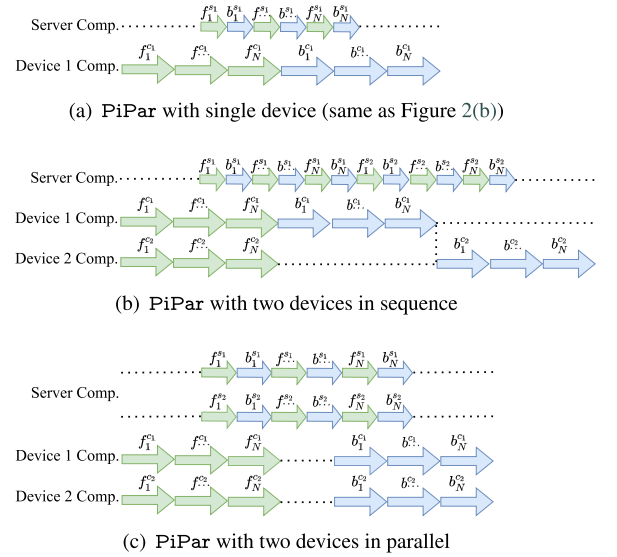 f_1^{s_1} b_1^{s_1} f_{...}^{s_1} b_{...}^{s_1} f_N^{s_1} b_N^{s_1}
Server Comp.
f_1^{c_1} f_{...}^{c_1} f_N^{c_1} b_1^{c_1} b_{...}^{c_1} b_N^{c_1}
Device 1 Comp.
(a) PiPar with single device (same as Figure 2(b))
f_1^{s_1} b_1^{s_1} f_{...}^{s_1} b_{...}^{s_1} f_N^{s_1} b_N^{s_1} f_1^{s_2} b_1^{s_2} f_{...}^{s_2} b_{...}^{s_2} f_N^{s_2} b_N^{s_2}
Server Comp.
f_1^{c_1} f_{...}^{c_1} f_N^{c_1} b_1^{c_1} b_{...}^{c_1} b_N^{c_1}
Device 1 Comp.
f_1^{c_2} f_{...}^{c_2} f_N^{c_2} b_1^{c_2} b_{...}^{c_2} b_N^{c_2}
Device 2 Comp.
(b) PiPar with two devices in sequence
f_1^{s_1} b_1^{s_1} f_{...}^{s_1} b_{...}^{s_1} f_N^{s_1} b_N^{s_1}
Server Comp.
f_1^{s_2} b_1^{s_2} f_{...}^{s_2} b_{...}^{s_2} f_N^{s_2} b_N^{s_2}
f_1^{c_1} f_{...}^{c_1} f_N^{c_1} b_1^{c_1} b_{...}^{c_1} b_N^{c_1}
Device 1 Comp.
f_1^{c_2} f_{...}^{c_2} f_N^{c_2} b_1^{c_2} b_{...}^{c_2} b_N^{c_2}
Device 2 Comp.
(c) PiPar with two devices in parallel